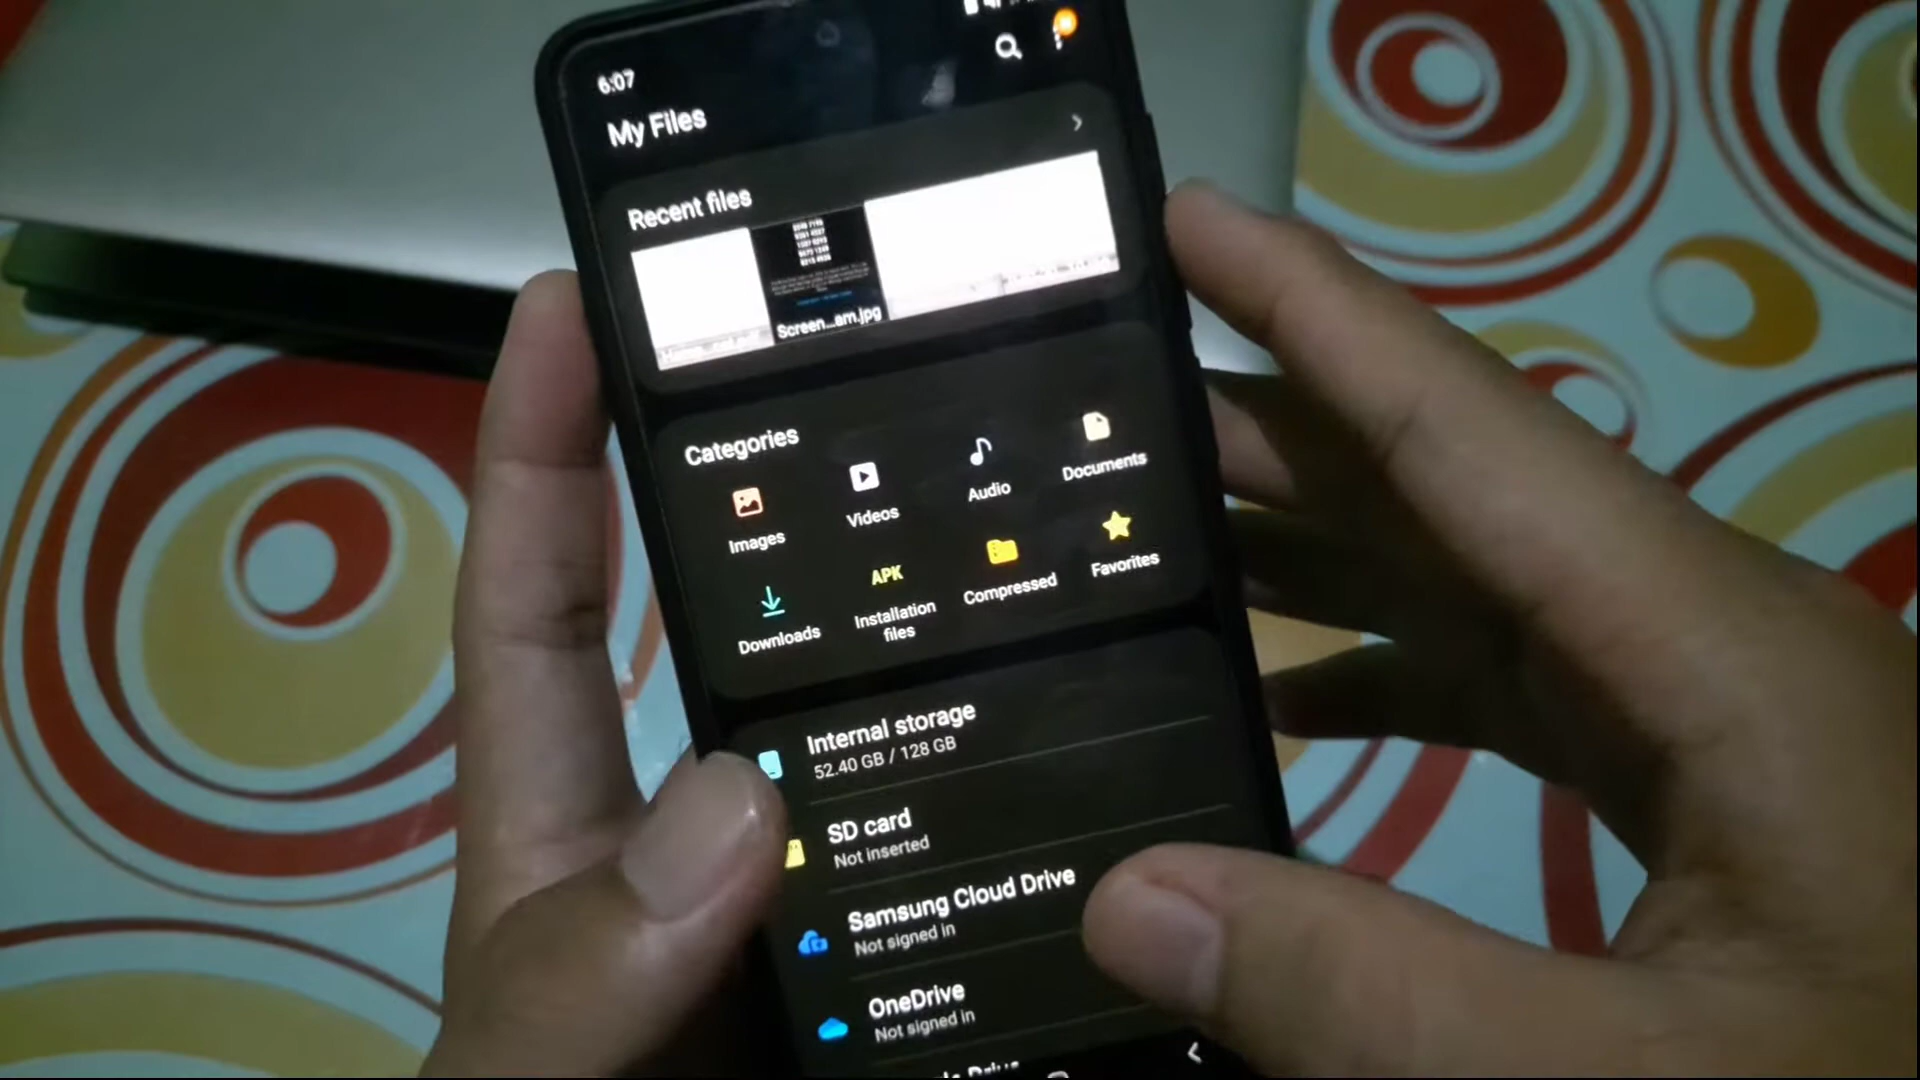 6:07
My Files
Recent files
Screen...am.jpg
Categories
Images
Videos
Audio
Documents
Downloads
APK
Installation
files
Compressed
Favorites
Internal storage
52.40 GB / 128 GB
SD card
Not inserted
Samsung Cloud Drive
Not signed in
OneDrive
Not signed in